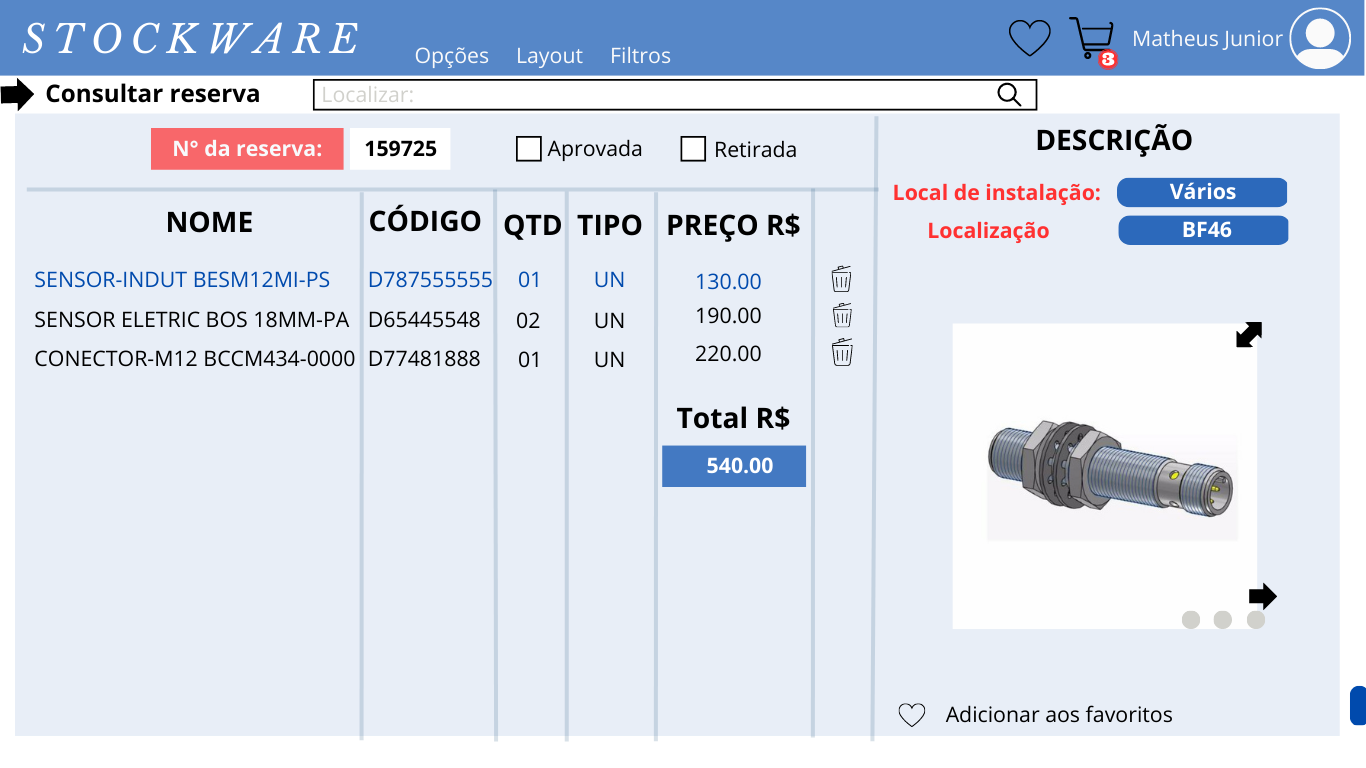 STOCKWARE
Opções Layout Filtros
3
Matheus Junior
Consultar reserva
Localizar:
N° da reserva: 159725
Aprovada
Retirada
DESCRIÇÃO
Local de instalação: Vários
Localização BF46
NOME CÓDIGO QTD TIPO PREÇO R$
SENSOR-INDUT BESM12MI-PS D787555555 01 UN 130.00
SENSOR ELETRIC BOS 18MM-PA D65445548 02 UN 190.00
CONECTOR-M12 BCCM434-0000 D77481888 01 UN 220.00
Total R$
540.00
Adicionar aos favoritos